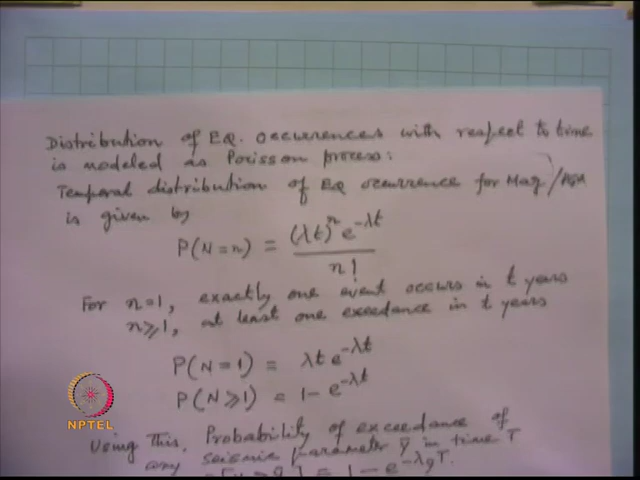 Distribution of EQ. occurrences with respect to time
is modeled as Poisson process:
Temporal distribution of EQ occurrence for Mag/PGA
is given by
P(N=n) = (λt)^n e^-λt / n!
For n=1, exactly one event occurs in t years
n⩾1, at least one exceedance in t years
P(N=1) = λt e^-λt
P(N⩾1) = 1 - e^-λt
Using this, Probability of exceedance of
any seismic parameter ȳ in time T
= 1 - e^-λyT.
NPTEL